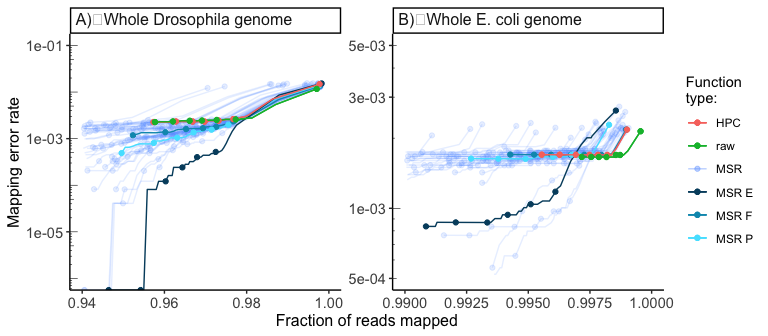 A) Whole Drosophila genome
B) Whole E. coli genome
Mapping error rate
1e-01
1e-03
1e-05
0.94
0.96
0.98
1.00
5e-03
3e-03
1e-03
5e-04
0.9900
0.9925
0.9950
0.9975
1.0000
Fraction of reads mapped
Function
type:
HPC
raw
MSR
MSR E
MSR F
MSR P